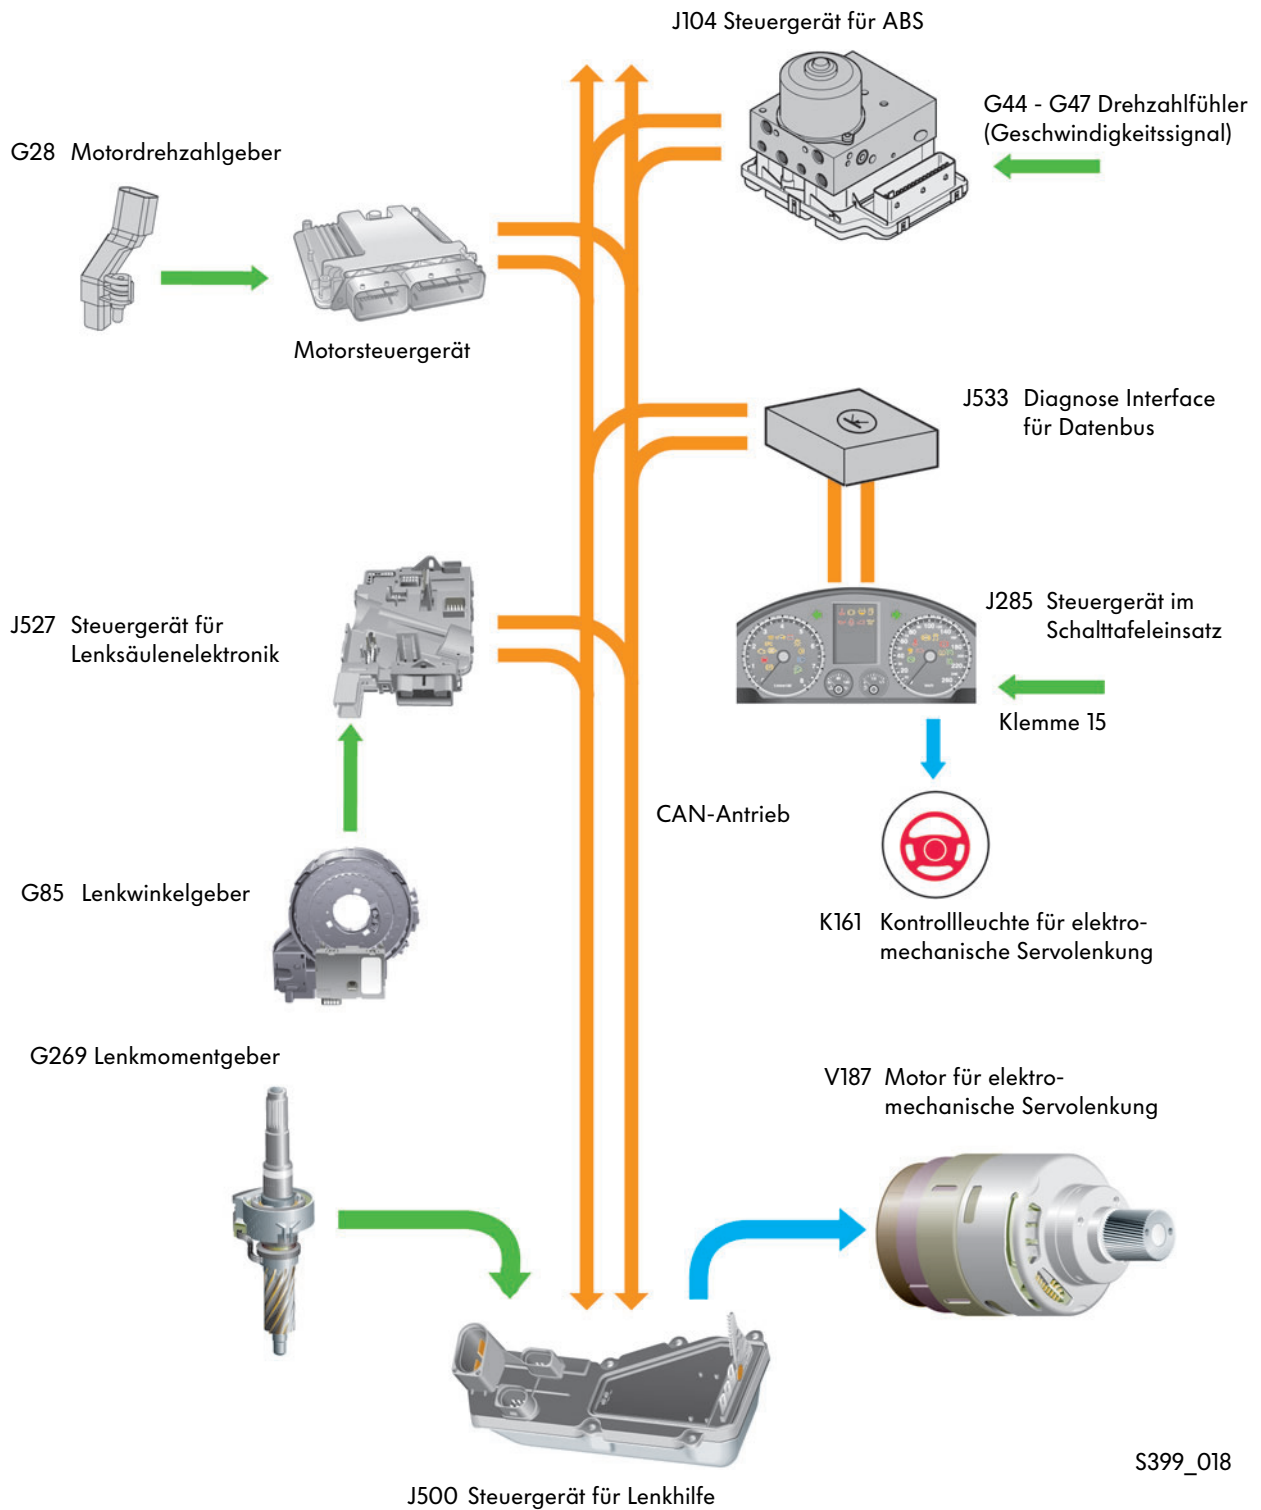 J104 Steuergerät für ABS
G44 - G47 Drehzahlfühler
(Geschwindigkeitssignal)
G28 Motordrehzahlgeber
Motorsteuergerät
J533 Diagnose Interface
für Datenbus
J527 Steuergerät für
Lenksäulenelektronik
J285 Steuergerät im
Schalttafeleinsatz
Klemme 15
CAN-Antrieb
G85 Lenkwinkelgeber
K161 Kontrollleuchte für elektro-
mechanische Servolenkung
G269 Lenkmomentgeber
V187 Motor für elektro-
mechanische Servolenkung
S399_018
J500 Steuergerät für Lenkhilfe